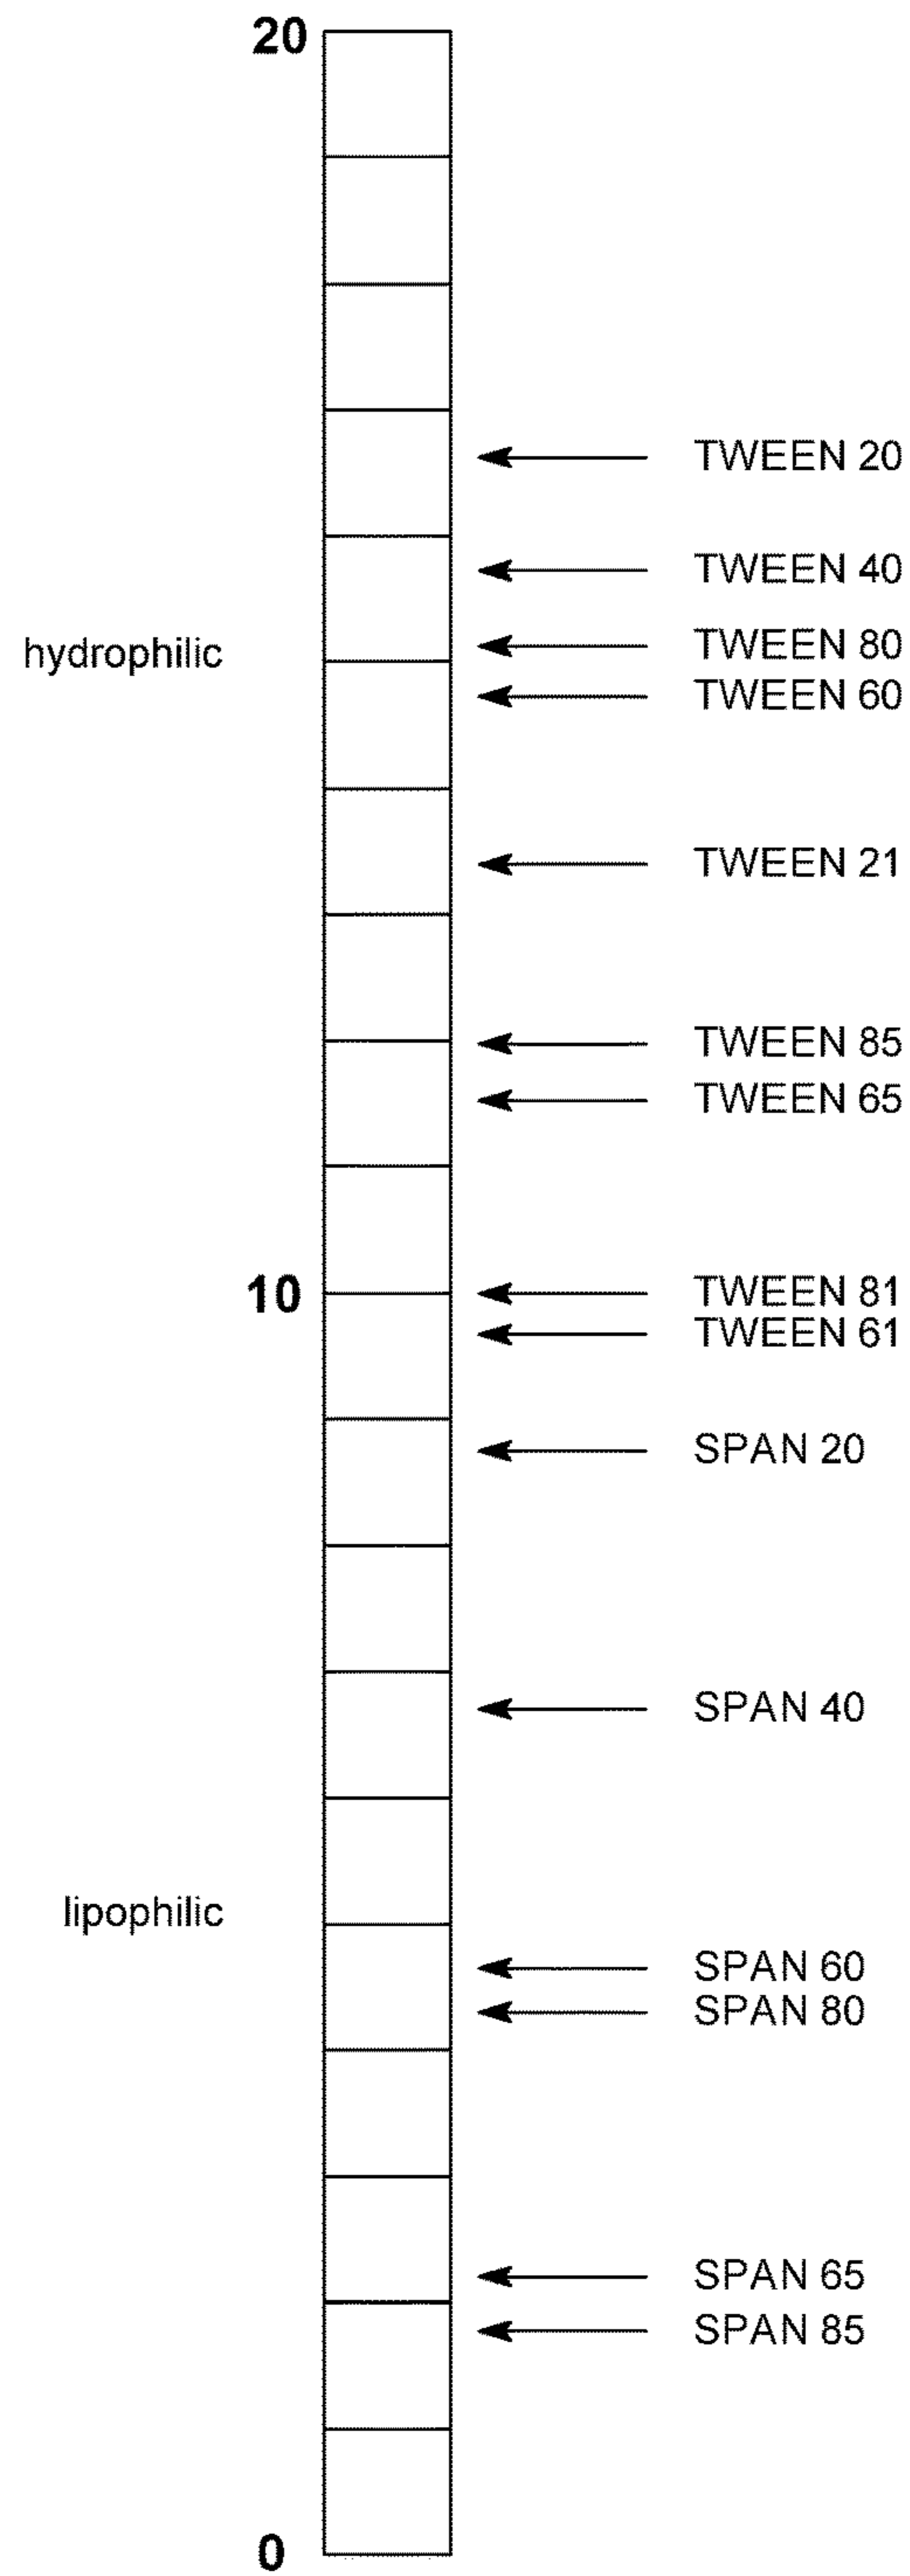 20
TWEEN 20
TWEEN 40
hydrophilic
TWEEN 80
TWEEN 60
TWEEN 21
TWEEN 85
TWEEN 65
10
TWEEN 81
TWEEN 61
SPAN 20
SPAN 40
lipophilic
SPAN 60
SPAN 80
SPAN 65
SPAN 85
0